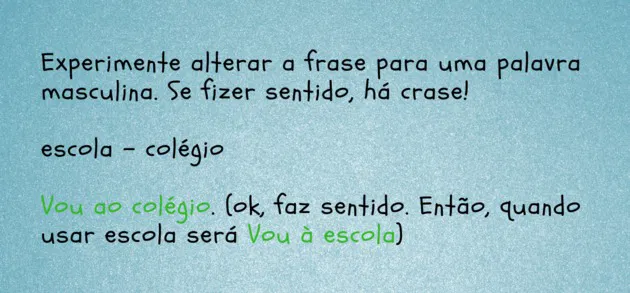 Experimente alterar a frase para uma palavra
masculina. Se fizer sentido, há crase!
escola - colégio
Vou ao colégio. (ok, faz sentido. Então, quando
usar escola será Vou à escola)